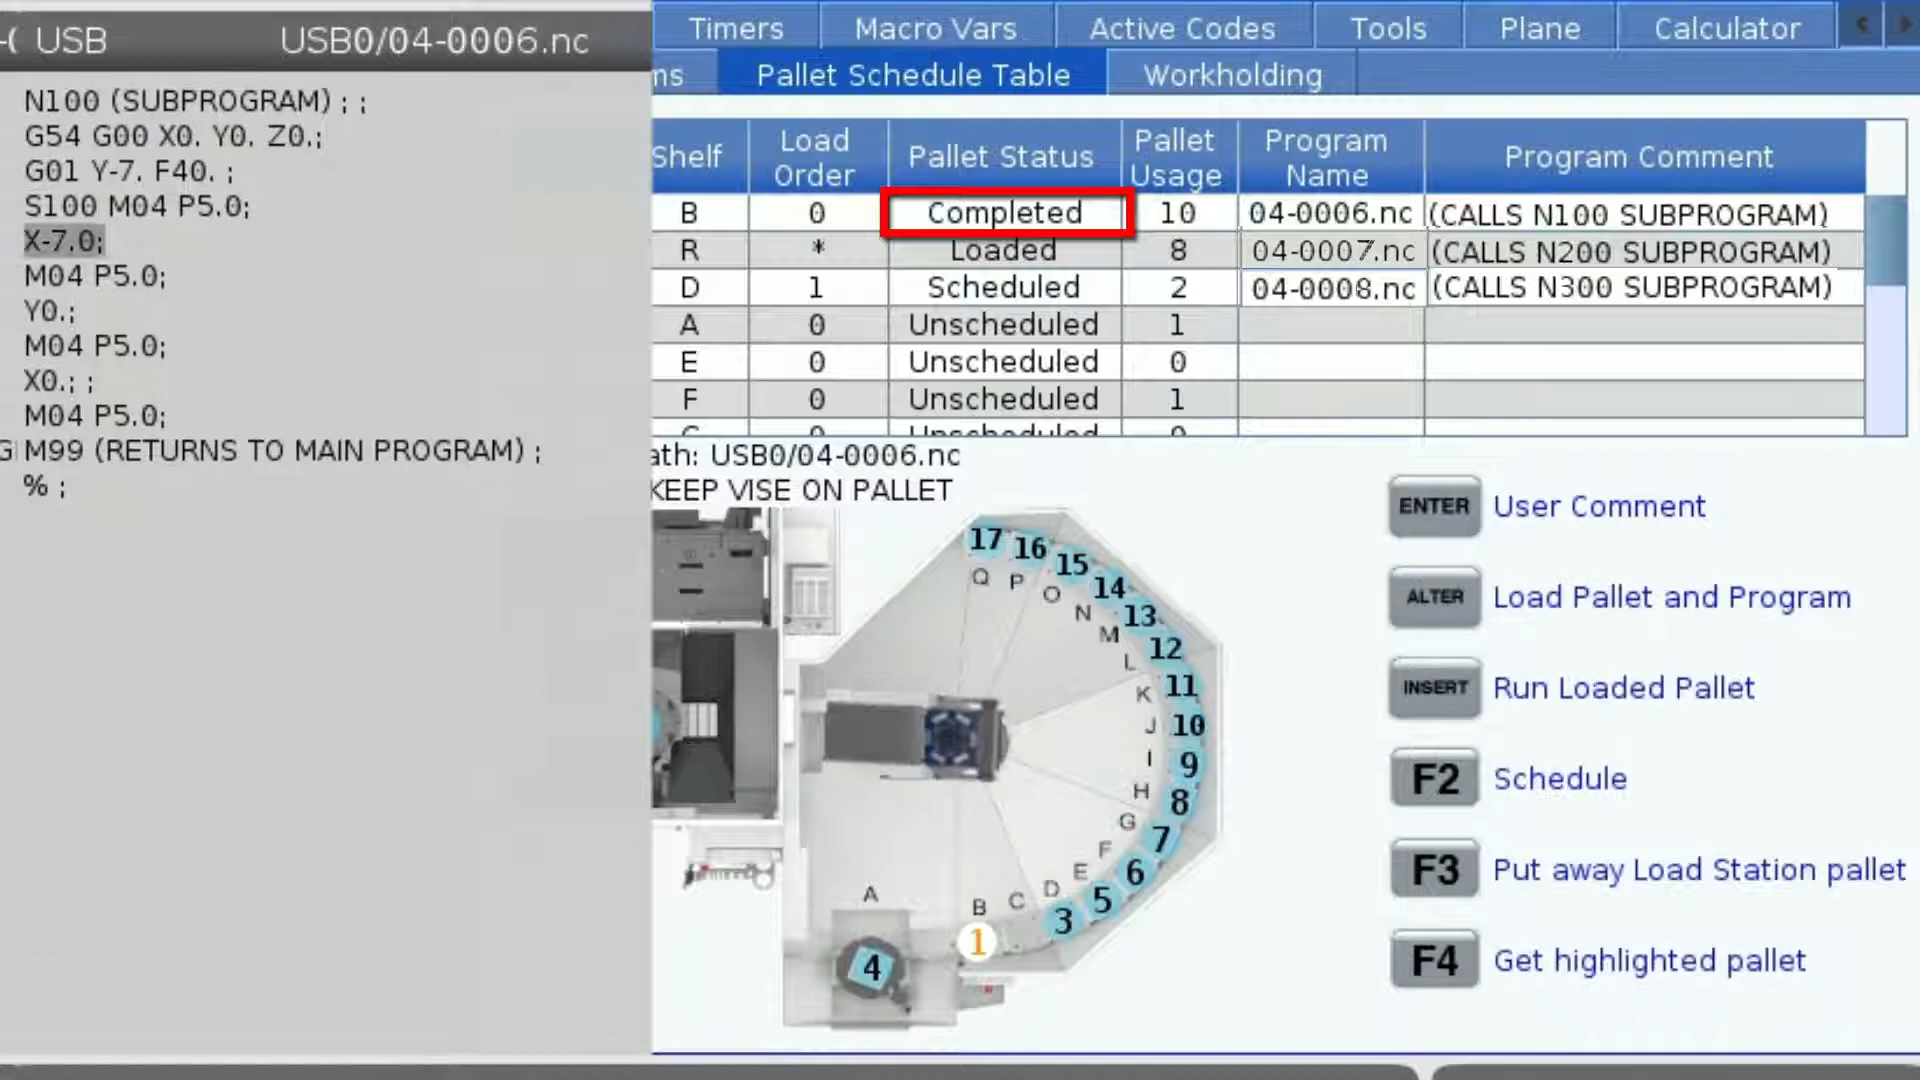 -( USB USB0/04-0006.nc
N100 (SUBPROGRAM) ; ;
G54 G00 X0. Y0. Z0.;
G01 Y-7. F40. ;
S100 M04 P5.0;
X-7.0;
M04 P5.0;
Y0.;
M04 P5.0;
X0.; ;
M04 P5.0;
M99 (RETURNS TO MAIN PROGRAM) ;
% ;
Timers Macro Vars Active Codes Tools Plane Calculator
ms Pallet Schedule Table Workholding
Shelf Load Order Pallet Status Pallet Usage Program Name Program Comment
B 0 Completed 10 04-0006.nc (CALLS N100 SUBPROGRAM)
R * Loaded 8 04-0007.nc (CALLS N200 SUBPROGRAM)
D 1 Scheduled 2 04-0008.nc (CALLS N300 SUBPROGRAM)
A 0 Unscheduled 1
E 0 Unscheduled 0
F 0 Unscheduled 1
C 0 Unscheduled 0
ath: USB0/04-0006.nc
KEEP VISE ON PALLET
17 16 15 14 13 12 11 10 9 8 7 6 5 3 1 4
Q P O N M L K J I H G F E D C B A
ENTER User Comment
ALTER Load Pallet and Program
INSERT Run Loaded Pallet
F2 Schedule
F3 Put away Load Station pallet
F4 Get highlighted pallet